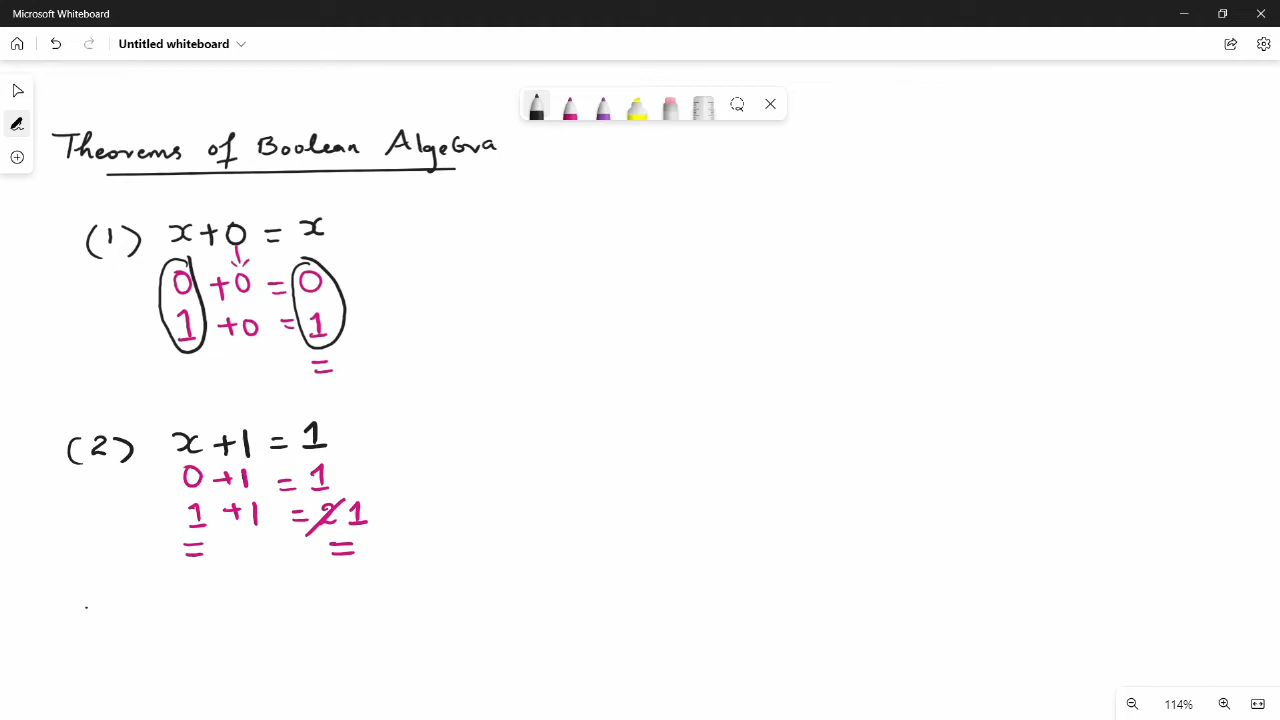 Microsoft Whiteboard
Untitled whiteboard
Theorems of Boolean Algebra
(1) x+0 = x
0 +0 = 0
1 +0 = 1
=
(2) x +1 = 1
0 +1 = 1
1 +1 = 2 1
= =
114%